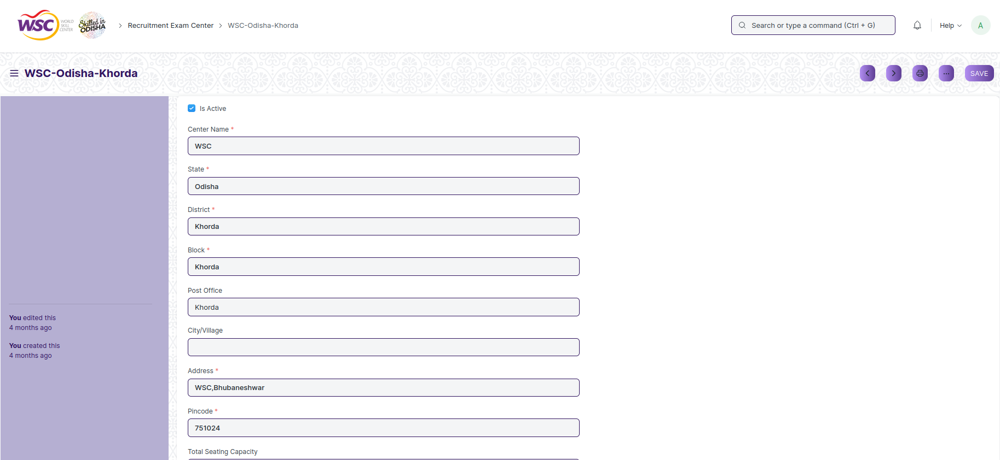 WSC
WORLD
SKILL
CENTER
Skilled in
ODISHA
Recruitment Exam Center
WSC-Odisha-Khorda
Search or type a command (Ctrl + G)
Help
A
WSC-Odisha-Khorda
SAVE
Is Active
Center Name *
WSC
State *
Odisha
District *
Khorda
Block *
Khorda
Post Office
Khorda
City/Village
Address *
WSC,Bhubaneshwar
Pincode *
751024
Total Seating Capacity
You edited this
4 months ago
You created this
4 months ago